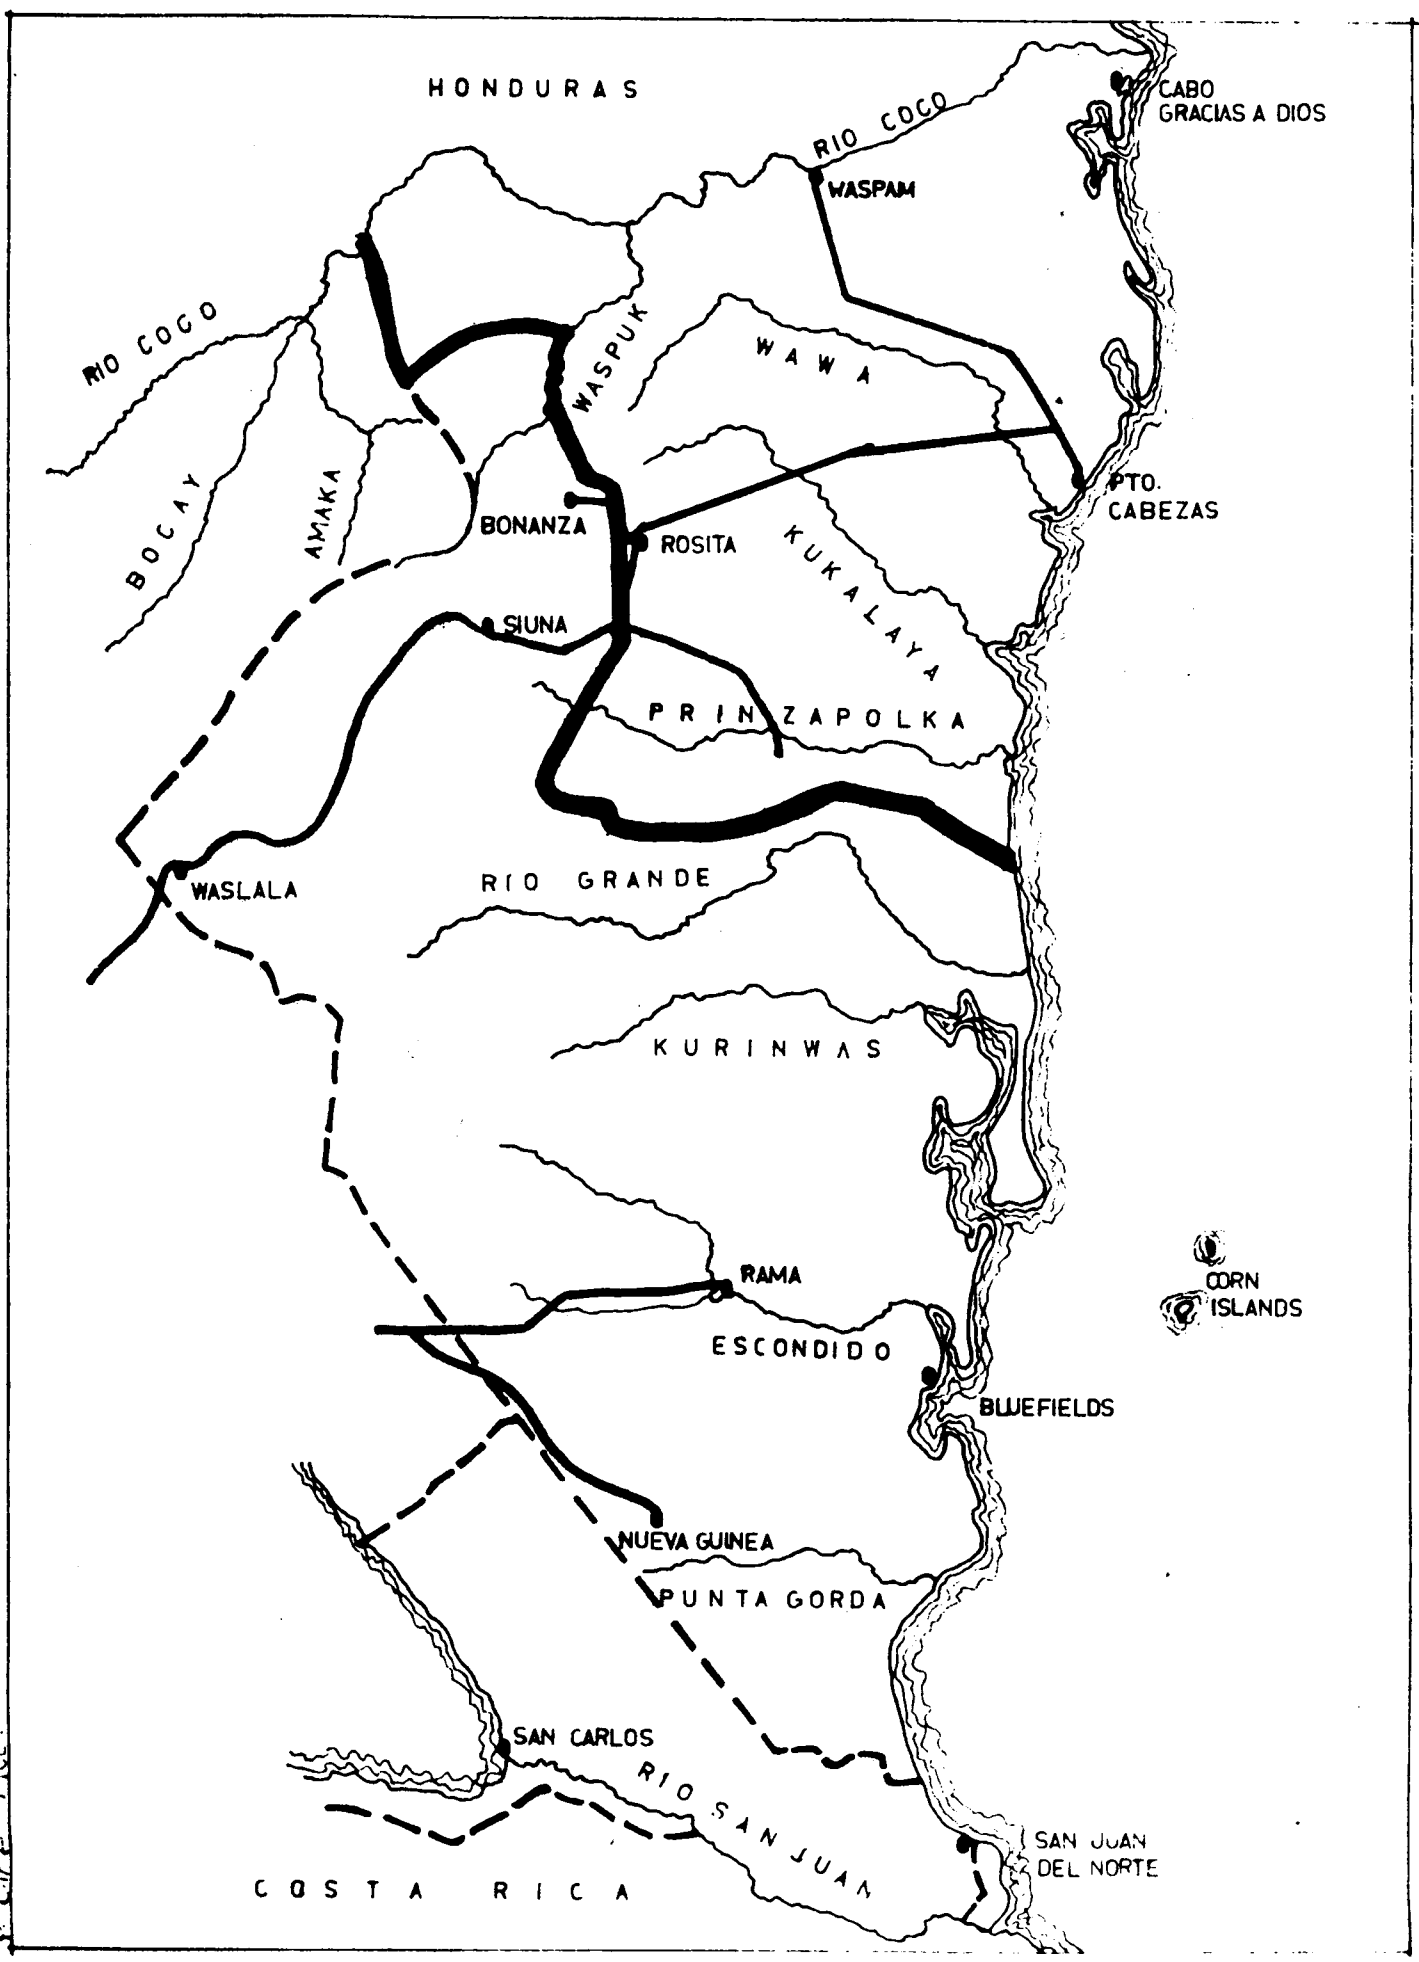 HONDURAS
CABO
GRACIAS A DIOS
RIO COCO
WASPAM
RIO COCO
WASPUK
WAWA
BOCAY
AMAKA
BONANZA
ROSITA
PTO.
CABEZAS
KUKALAYA
SIUNA
PRINZAPOLKA
WASLALA
RIO GRANDE
KURINWAS
RAMA
CORN
ISLANDS
ESCONDIDO
BLUEFIELDS
NUEVA GUINEA
PUNTA GORDA
SAN CARLOS
RIO SAN JUAN
SAN JUAN
DEL NORTE
COSTA RICA